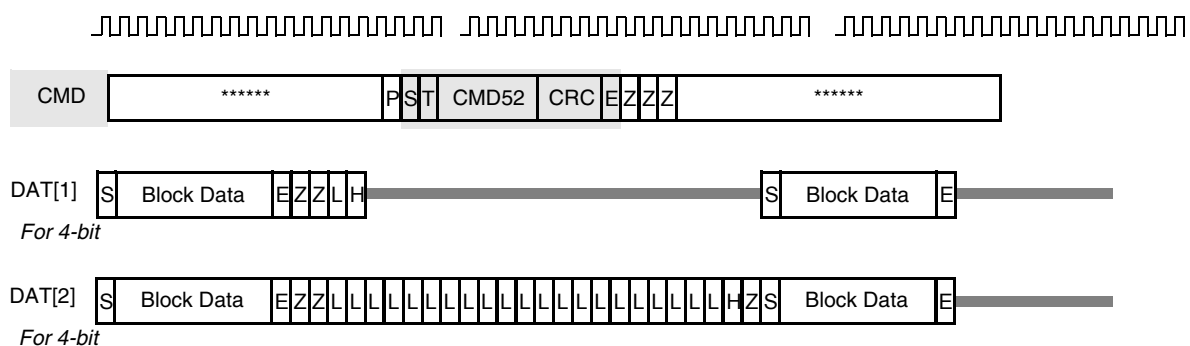 CMD ****** P S T CMD52 CRC E Z Z Z ******
DAT[1] S Block Data E Z Z L H S Block Data E
For 4-bit
DAT[2] S Block Data E Z Z L L L L L L L L L L L L L L L L L L L L L H Z S Block Data E
For 4-bit